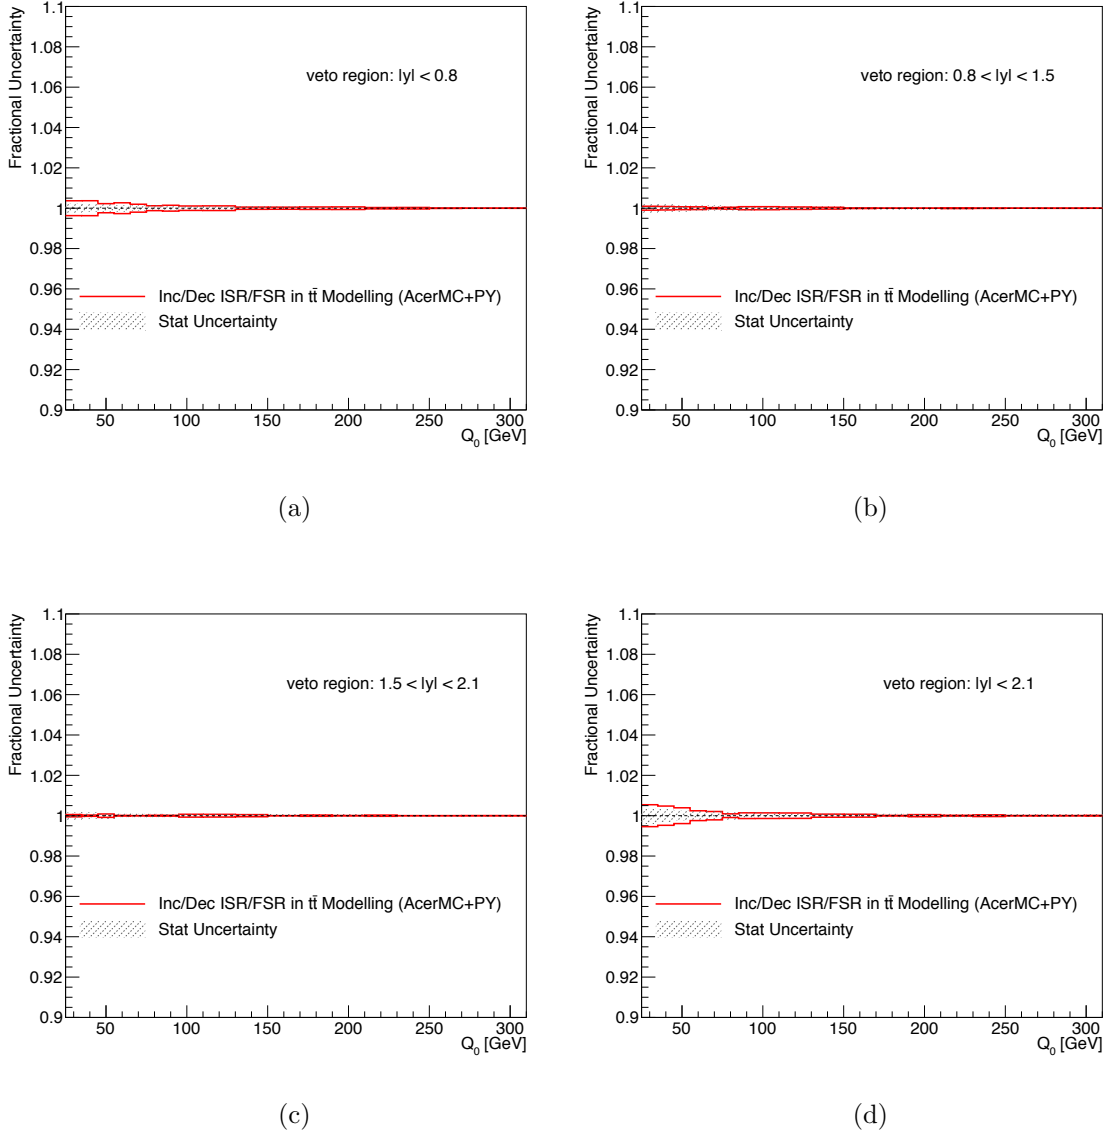 Fractional Uncertainty
1.1
1.08
1.06
1.04
1.02
1
0.98
0.96
0.94
0.92
0.9
veto region: |y| < 0.8
Inc/Dec ISR/FSR in tt̄ Modelling (AcerMC+PY)
Stat Uncertainty
50 100 150 200 250 300
Q₀ [GeV]
(a)
Fractional Uncertainty
1.1
1.08
1.06
1.04
1.02
1
0.98
0.96
0.94
0.92
0.9
veto region: 0.8 < |y| < 1.5
Inc/Dec ISR/FSR in tt̄ Modelling (AcerMC+PY)
Stat Uncertainty
50 100 150 200 250 300
Q₀ [GeV]
(b)
Fractional Uncertainty
1.1
1.08
1.06
1.04
1.02
1
0.98
0.96
0.94
0.92
0.9
veto region: 1.5 < |y| < 2.1
Inc/Dec ISR/FSR in tt̄ Modelling (AcerMC+PY)
Stat Uncertainty
50 100 150 200 250 300
Q₀ [GeV]
(c)
Fractional Uncertainty
1.1
1.08
1.06
1.04
1.02
1
0.98
0.96
0.94
0.92
0.9
veto region: |y| < 2.1
Inc/Dec ISR/FSR in tt̄ Modelling (AcerMC+PY)
Stat Uncertainty
50 100 150 200 250 300
Q₀ [GeV]
(d)